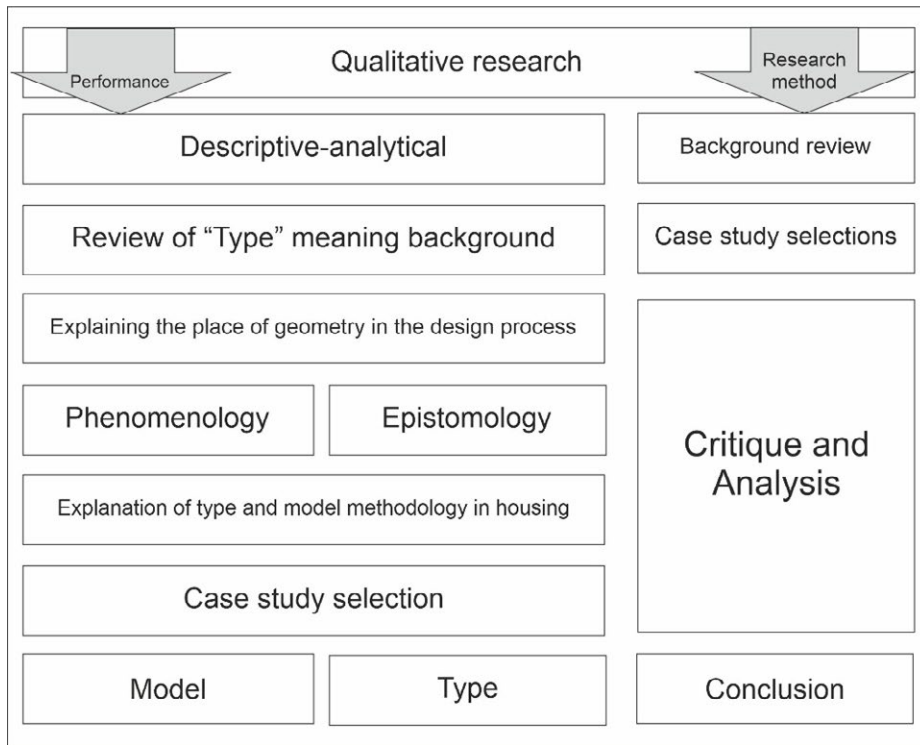 Qualitative research
Performance
Research
method
Descriptive-analytical
Background review
Review of “Type” meaning background
Case study selections
Explaining the place of geometry in the design process
Phenomenology
Epistomology
Critique and
Analysis
Explanation of type and model methodology in housing
Case study selection
Model
Type
Conclusion